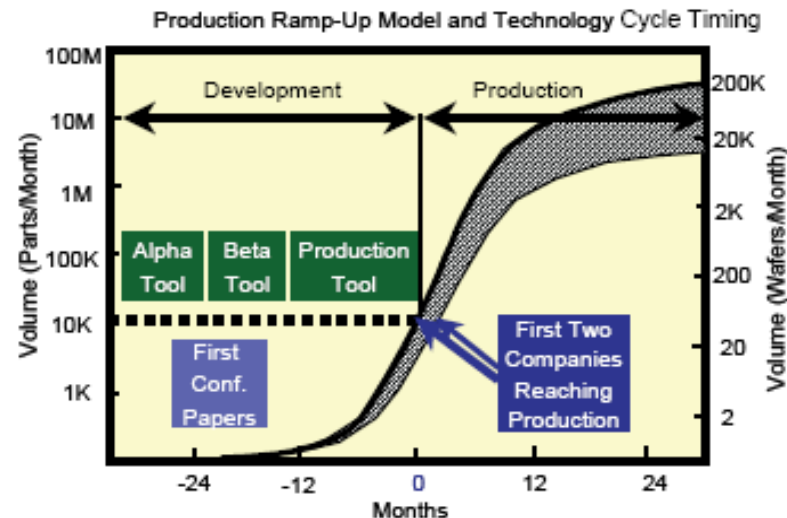 Production Ramp-Up Model and Technology Cycle Timing
Volume (Parts/Month)
100M
10M
1M
100K
10K
1K
Development
Production
Alpha
Tool
Beta
Tool
Production
Tool
First
Conf.
Papers
First Two
Companies
Reaching
Production
200K
20K
2K
200
20
2
Volume (Wafers/Month)
-24
-12
0
12
24
Months